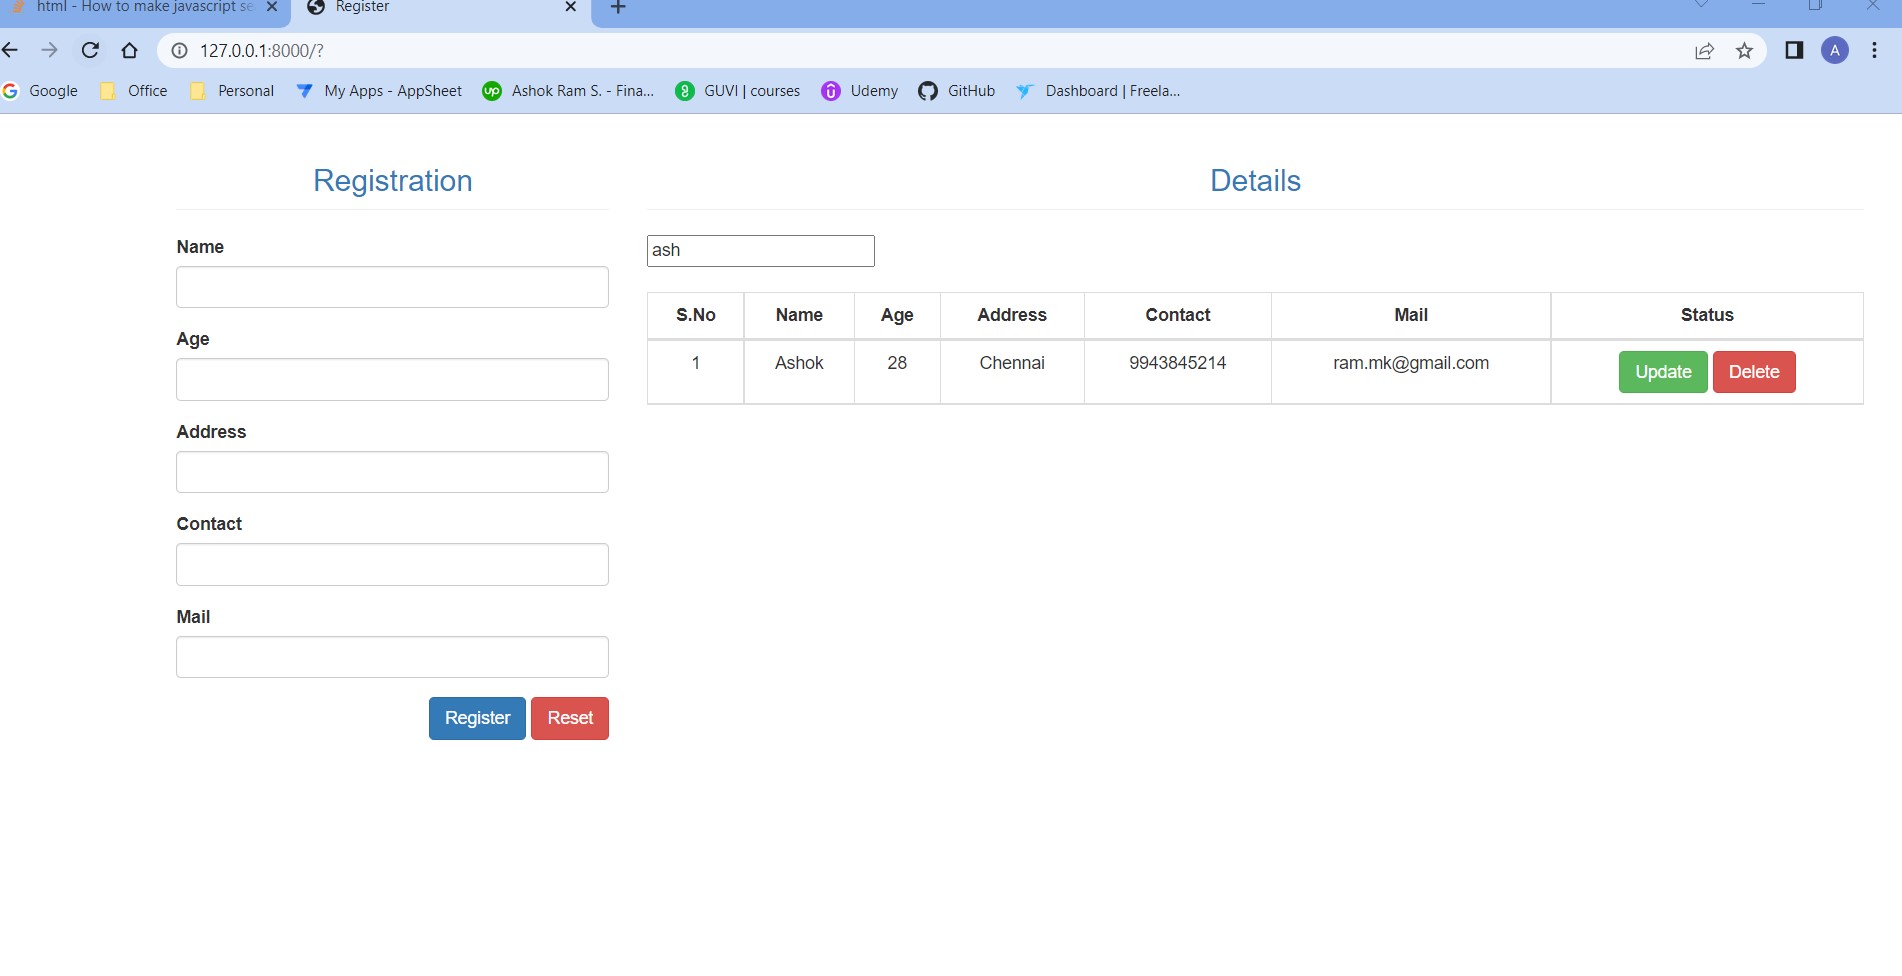 html - How to make javascript se
Register
127.0.0.1:8000/?
A
Google Office Personal My Apps - AppSheet Ashok Ram S. - Fina... GUVI | courses Udemy GitHub Dashboard | Freela...
Registration
Name
Age
Address
Contact
Mail
Register Reset
Details
ash
S.No Name Age Address Contact Mail Status
1 Ashok 28 Chennai 9943845214 ram.mk@gmail.com Update Delete